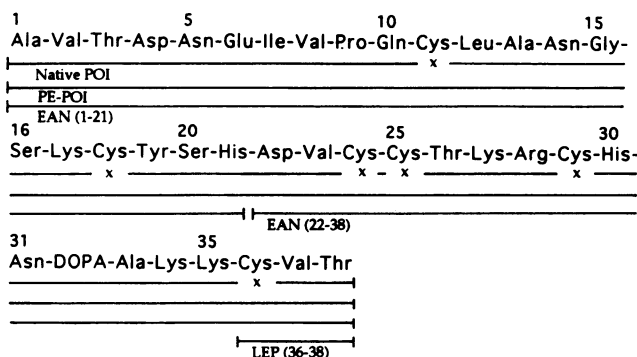 1 5 10 15
Ala-Val-Thr-Asp-Asn-Glu-Ile-Val-Pro-Gln-Cys-Leu-Ala-Asn-Gly-
x
Native POI
PE-POI
EAN (1-21)
16 20 25 30
Ser-Lys-Cys-Tyr-Ser-His-Asp-Val-Cys-Cys-Thr-Lys-Arg-Cys-His-
x x x x
EAN (22-38)
31 35
Asn-DOPA-Ala-Lys-Lys-Cys-Val-Thr
x
LEP (36-38)